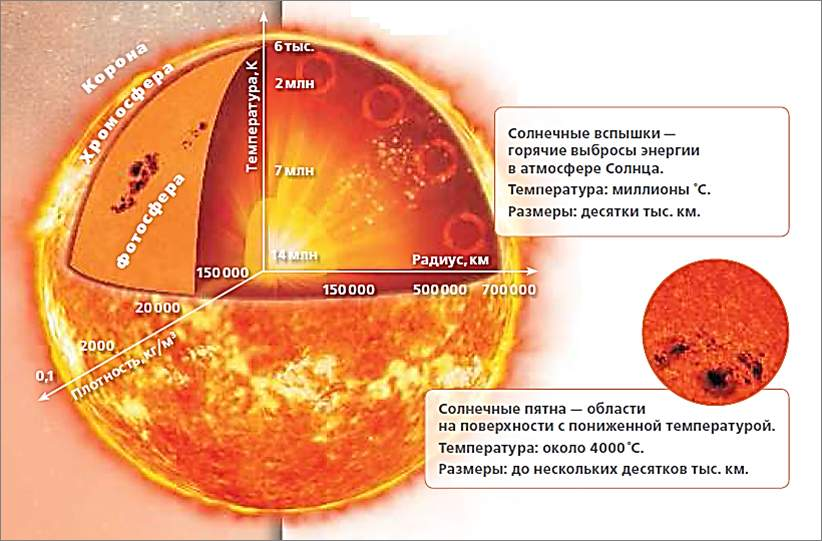 Корона
Хромосфера
Фотосфера
Температура, К
6 тыс.
2 млн
7 млн
14 млн
Радиус, км
150 000
500 000
700 000
150 000
20 000
2000
0,1
Плотность, кг/м³
Солнечные вспышки —
горячие выбросы энергии
в атмосфере Солнца.
Температура: миллионы ˚С.
Размеры: десятки тыс. км.
Солнечные пятна — области
на поверхности с пониженной температурой.
Температура: около 4000 ˚С.
Размеры: до нескольких десятков тыс. км.